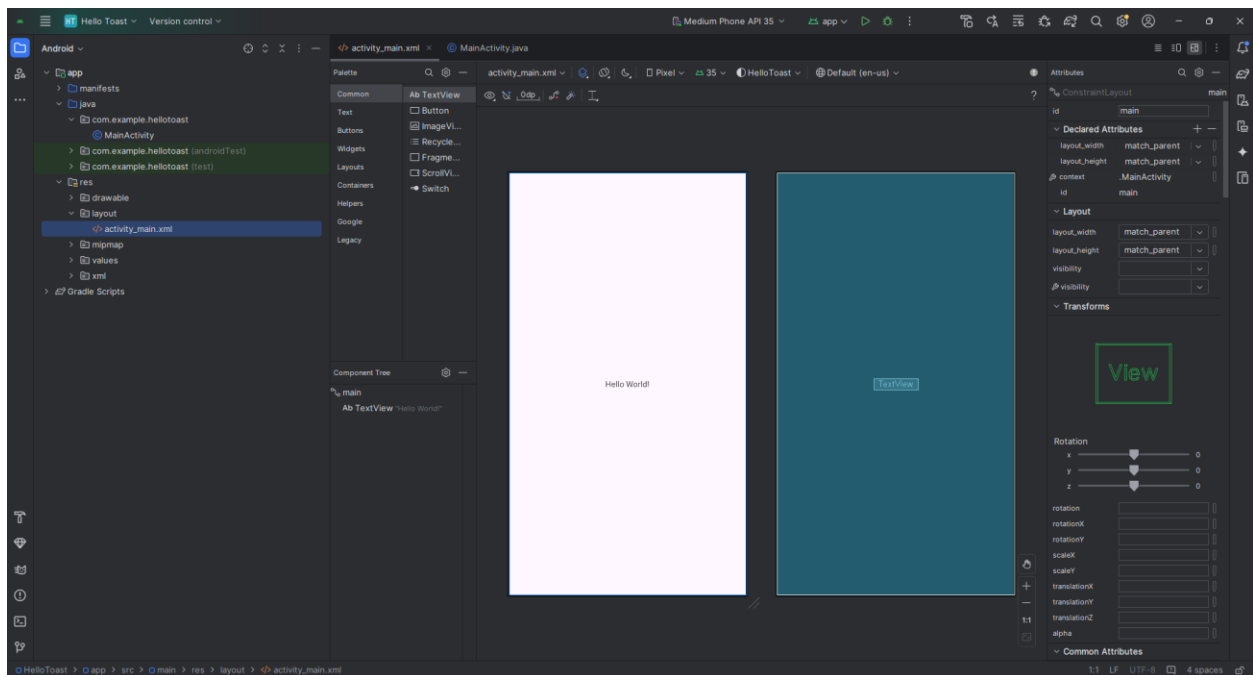 HT Hello Toast Version control Medium Phone API 35 app
Android
app
manifests
java
com.example.hellotoast
MainActivity
com.example.hellotoast (androidTest)
com.example.hellotoast (test)
res
drawable
layout
activity_main.xml
mipmap
values
xml
Gradle Scripts
activity_main.xml MainActivity.java
Palette
Common
Text
Buttons
Widgets
Layouts
Containers
Helpers
Google
Legacy
Ab TextView
Button
ImageVi...
Recycle...
Fragme...
ScrollVi...
Switch
Component Tree
main
Ab TextView "Hello World!"
activity_main.xml Pixel 35 HelloToast Default (en-us)
0dp
?
Hello World!
TextView
1:1
Attributes
ConstraintLayout main
id main
Declared Attributes
layout_width match_parent
layout_height match_parent
context .MainActivity
id main
Layout
layout_width match_parent
layout_height match_parent
visibility
visibility
Transforms
View
Rotation
x 0
y 0
z 0
rotation
rotationX
rotationY
scaleX
scaleY
translationX
translationY
translationZ
alpha
Common Attributes
HelloToast > app > src > main > res > layout > activity_main.xml
1:1 LF UTF-8 4 spaces